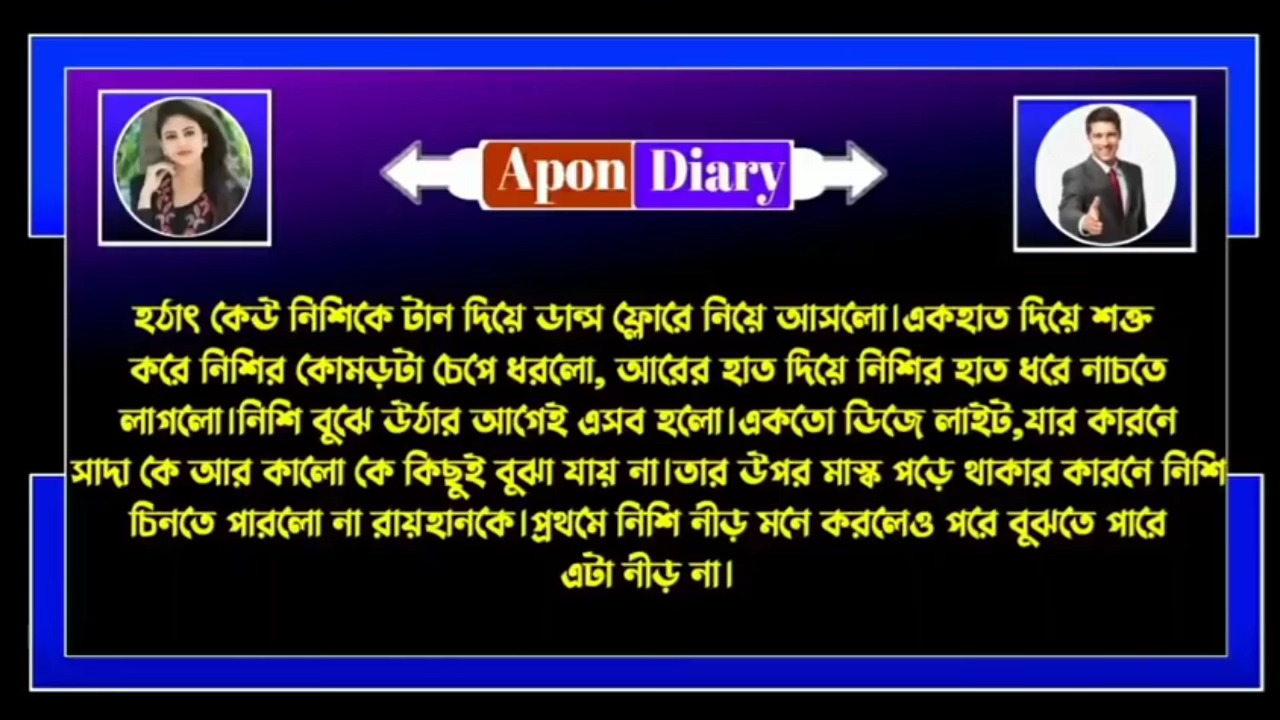 Apon Diary
হঠাৎ কেউ নিশিকে টান দিয়ে ডান্স ফ্লোরে নিয়ে আসলো।একহাত দিয়ে শক্ত
করে নিশির কোমড়টা চেপে ধরলো, আরের হাত দিয়ে নিশির হাত ধরে নাচতে
লাগলো।নিশি বুঝে উঠার আগেই এসব হলো।একতো ডিজে লাইট,যার কারনে
সাদা কে আর কালো কে কিছুই বুঝা যায় না।তার উপর মাস্ক পড়ে থাকার কারনে নিশি
চিনতে পারলো না রায়হানকে।প্রথমে নিশি নীড় মনে করলেও পরে বুঝতে পারে
এটা নীড় না।